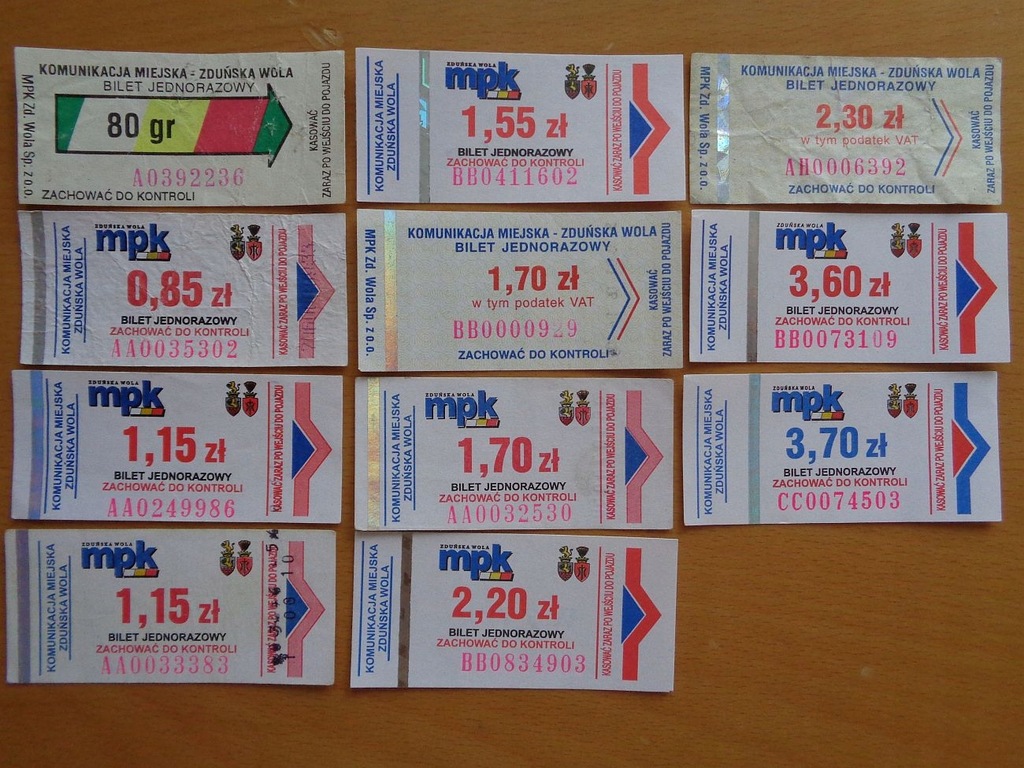 KOMUNIKACJA MIEJSKA - ZDUŃSKA WOLA
BILET JEDNORAZOWY
MPK Zd. Wola Sp. z o.o.
80 gr
KASOWAĆ
ZARAZ PO WEJŚCIU DO POJAZDU
A0392236
ZACHOWAĆ DO KONTROLI
KOMUNIKACJA MIEJSKA
ZDUŃSKA WOLA
mpk
1,55 zł
BILET JEDNORAZOWY
ZACHOWAĆ DO KONTROLI
BB0411602
KASOWAĆ ZARAZ PO WEJŚCIU DO POJAZDU
KOMUNIKACJA MIEJSKA - ZDUŃSKA WOLA
BILET JEDNORAZOWY
MPK Zd. Wola Sp. z o.o.
2,30 zł
w tym podatek VAT
AH0006392
ZACHOWAĆ DO KONTROLI
KASOWAĆ
ZARAZ PO WEJŚCIU DO POJAZDU
KOMUNIKACJA MIEJSKA
ZDUŃSKA WOLA
ZDUŃSKA WOLA
mpk
0,85 zł
BILET JEDNORAZOWY
ZACHOWAĆ DO KONTROLI
AA0035302
KASOWAĆ ZARAZ PO WEJŚCIU DO POJAZDU
KOMUNIKACJA MIEJSKA - ZDUŃSKA WOLA
BILET JEDNORAZOWY
MPK Zd. Wola Sp. z o.o.
1,70 zł
w tym podatek VAT
BB0000929
ZACHOWAĆ DO KONTROLI
KASOWAĆ
ZARAZ PO WEJŚCIU DO POJAZDU
KOMUNIKACJA MIEJSKA
ZDUŃSKA WOLA
ZDUŃSKA WOLA
mpk
3,60 zł
BILET JEDNORAZOWY
ZACHOWAĆ DO KONTROLI
BB0073109
KASOWAĆ ZARAZ PO WEJŚCIU DO POJAZDU
KOMUNIKACJA MIEJSKA
ZDUŃSKA WOLA
ZDUŃSKA WOLA
mpk
1,15 zł
BILET JEDNORAZOWY
ZACHOWAĆ DO KONTROLI
AA0249986
KASOWAĆ ZARAZ PO WEJŚCIU DO POJAZDU
KOMUNIKACJA MIEJSKA
ZDUŃSKA WOLA
ZDUŃSKA WOLA
mpk
1,70 zł
BILET JEDNORAZOWY
ZACHOWAĆ DO KONTROLI
AA0032530
KASOWAĆ ZARAZ PO WEJŚCIU DO POJAZDU
KOMUNIKACJA MIEJSKA
ZDUŃSKA WOLA
ZDUŃSKA WOLA
mpk
3,70 zł
BILET JEDNORAZOWY
ZACHOWAĆ DO KONTROLI
CC0074503
KASOWAĆ ZARAZ PO WEJŚCIU DO POJAZDU
KOMUNIKACJA MIEJSKA
ZDUŃSKA WOLA
ZDUŃSKA WOLA
mpk
1,15 zł
BILET JEDNORAZOWY
ZACHOWAĆ DO KONTROLI
AA0033383
KASOWAĆ ZARAZ PO WEJŚCIU DO POJAZDU
KOMUNIKACJA MIEJSKA
ZDUŃSKA WOLA
ZDUŃSKA WOLA
mpk
2,20 zł
BILET JEDNORAZOWY
ZACHOWAĆ DO KONTROLI
BB0834903
KASOWAĆ ZARAZ PO WEJŚCIU DO POJAZDU